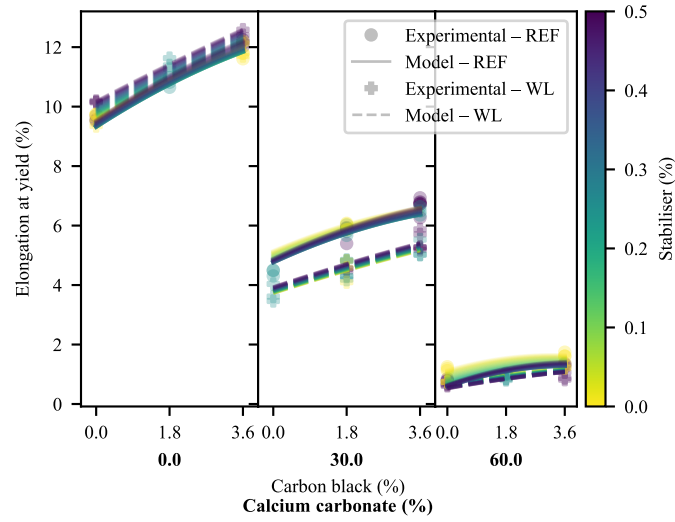 Elongation at yield (%)
12
10
8
6
4
2
0
Experimental – REF
Model – REF
Experimental – WL
Model – WL
0.5
0.4
0.3
0.2
0.1
0.0
Stabiliser (%)
0.0 1.8 3.6 0.0 1.8 3.6 0.0 1.8 3.6
0.0 30.0 60.0
Carbon black (%)
Calcium carbonate (%)